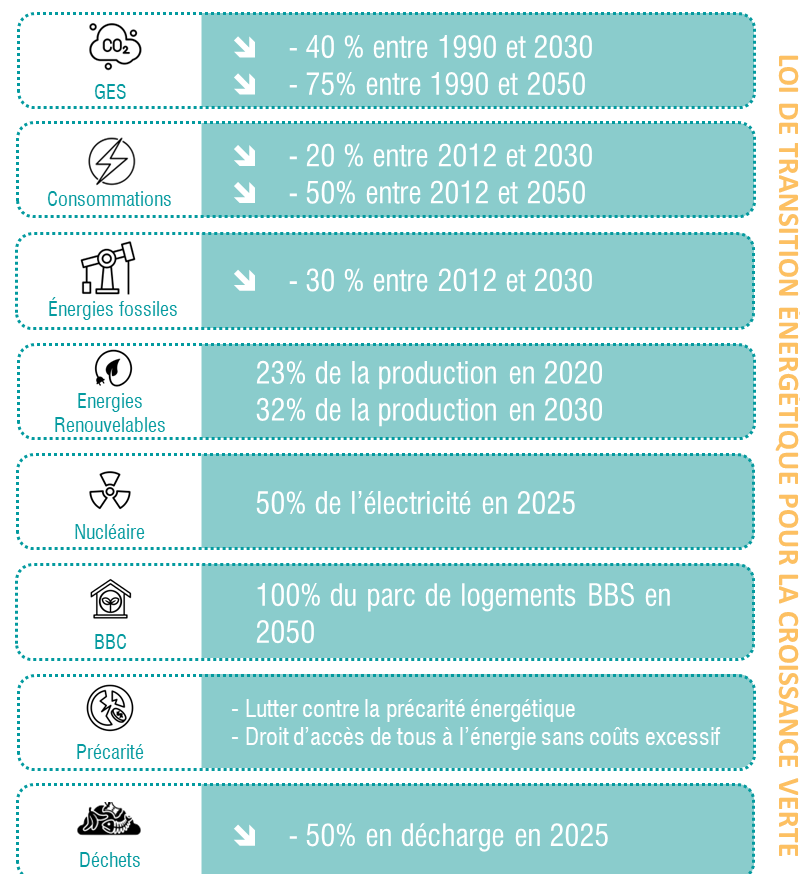 CO2
GES
- 40 % entre 1990 et 2030
- 75% entre 1990 et 2050
Consommations
- 20 % entre 2012 et 2030
- 50% entre 2012 et 2050
Énergies fossiles
- 30 % entre 2012 et 2030
Energies
Renouvelables
23% de la production en 2020
32% de la production en 2030
Nucléaire
50% de l'électricité en 2025
BBC
100% du parc de logements BBS en
2050
Précarité
- Lutter contre la précarité énergétique
- Droit d'accès de tous à l'énergie sans coûts excessif
Déchets
- 50% en décharge en 2025
LOI DE TRANSITION ENERGÉTIQUE POUR LA CROISSANCE VERTE